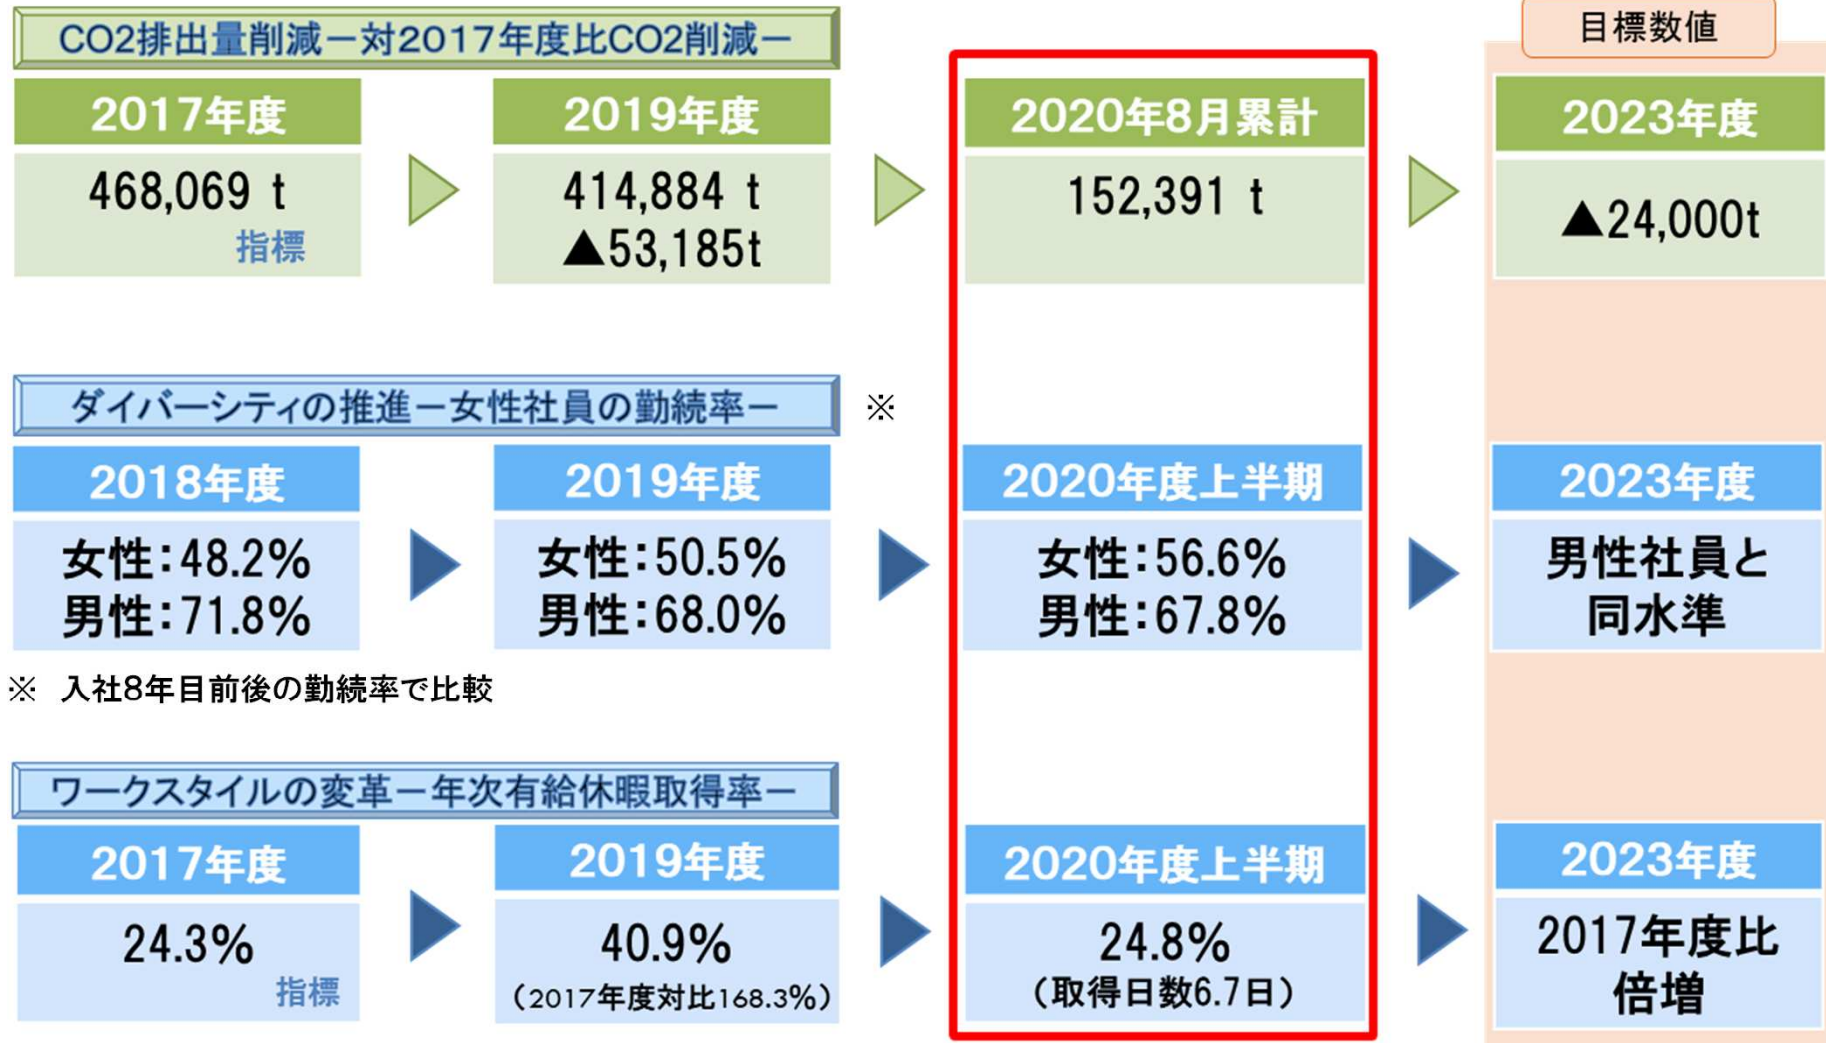 目標数値
CO2排出量削減－対2017年度比CO2削減－
2017年度
2019年度
2020年8月累計
2023年度
468,069 t
指標
414,884 t
▲53,185t
152,391 t
▲24,000t
ダイバーシティの推進－女性社員の勤続率－ ※
2018年度
2019年度
2020年度上半期
2023年度
女性：48.2%
男性：71.8%
女性：50.5%
男性：68.0%
女性：56.6%
男性：67.8%
男性社員と
同水準
※ 入社8年目前後の勤続率で比較
ワークスタイルの変革－年次有給休暇取得率－
2017年度
2019年度
2020年度上半期
2023年度
24.3%
指標
40.9%
（2017年度対比168.3%）
24.8%
（取得日数6.7日）
2017年度比
倍増